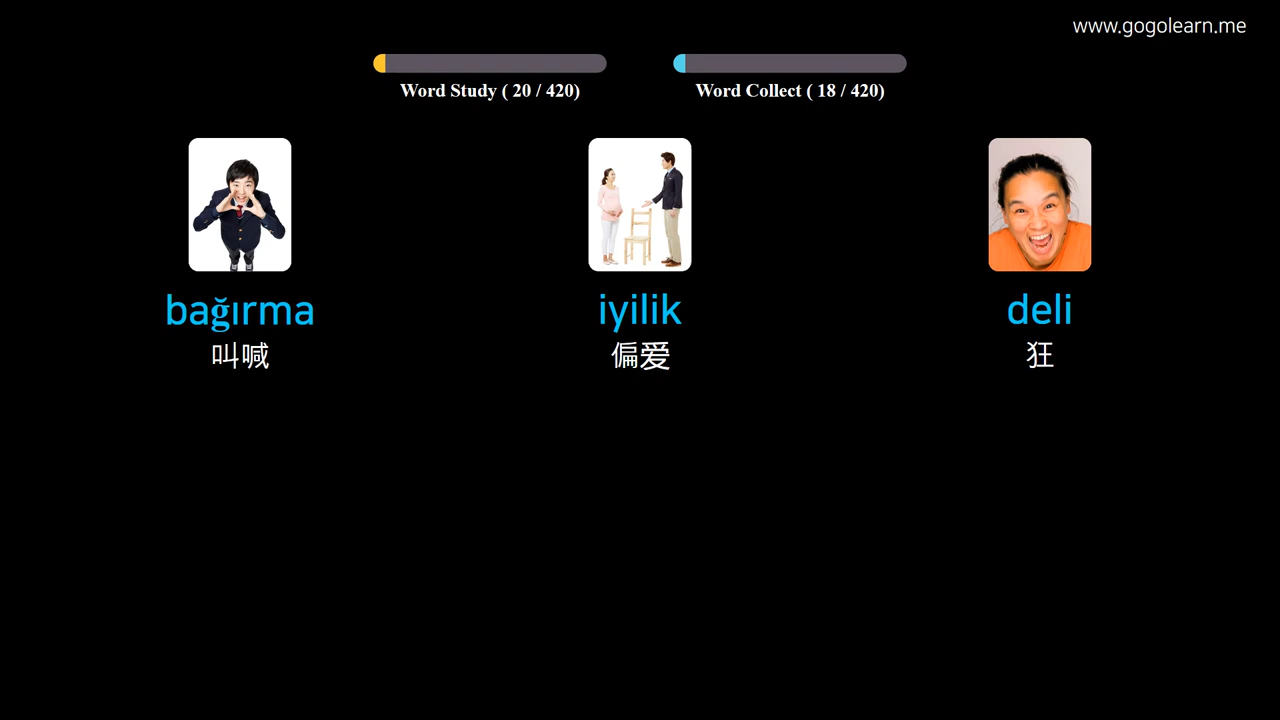 www.gogolearn.me
Word Study ( 20 / 420)
Word Collect ( 18 / 420)
bağırma
iyilik
deli
叫喊
偏爱
狂